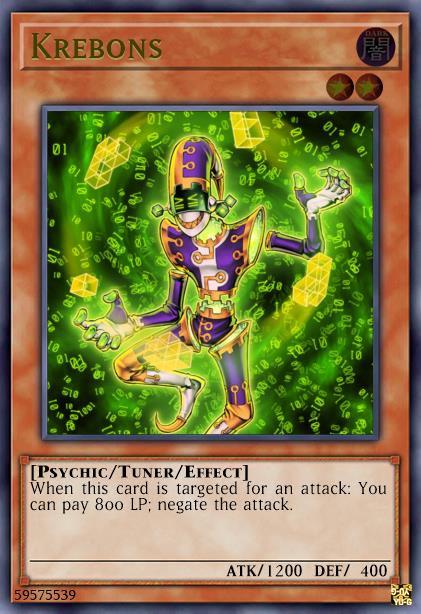 Krebons
DARK
闇
[Psychic/Tuner/Effect]
When this card is targeted for an attack: You
can pay 800 LP; negate the attack.
ATK/1200 DEF/ 400
59575539